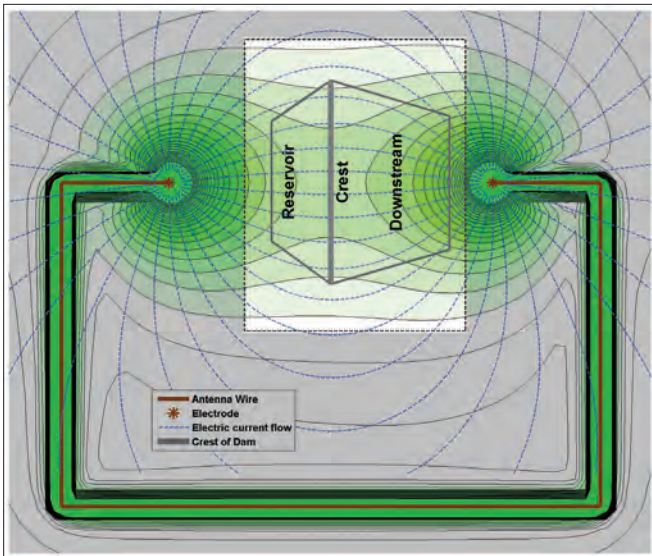 Reservoir
Crest
Downstream
Antenna Wire
Electrode
Electric current flow
Crest of Dam